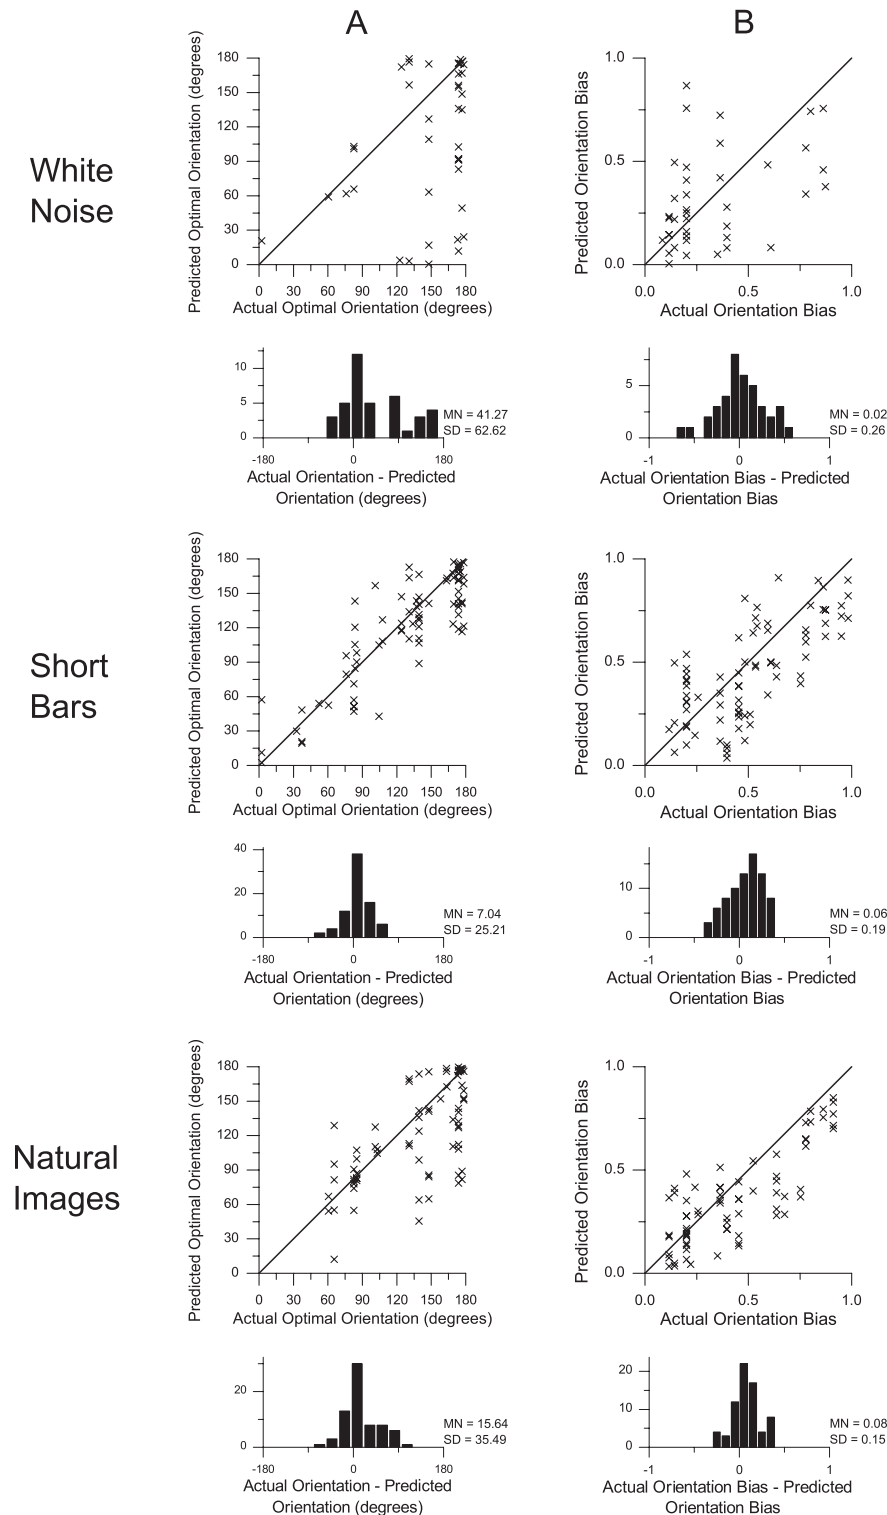 A
B
White
Noise
Predicted Optimal Orientation (degrees)
180
150
120
90
60
30
0
0 30 60 90 120 150 180
Actual Optimal Orientation (degrees)
Predicted Orientation Bias
1.0
0.5
0.0
0.0 0.5 1.0
Actual Orientation Bias
10
5
0
-180 0 180
MN = 41.27
SD = 62.62
Actual Orientation - Predicted
Orientation (degrees)
5
0
-1 0 1
MN = 0.02
SD = 0.26
Actual Orientation Bias - Predicted
Orientation Bias
Short
Bars
Predicted Optimal Orientation (degrees)
180
150
120
90
60
30
0
0 30 60 90 120 150 180
Actual Optimal Orientation (degrees)
Predicted Orientation Bias
1.0
0.5
0.0
0.0 0.5 1.0
Actual Orientation Bias
40
20
0
-180 0 180
MN = 7.04
SD = 25.21
Actual Orientation - Predicted
Orientation (degrees)
10
0
-1 0 1
MN = 0.06
SD = 0.19
Actual Orientation Bias - Predicted
Orientation Bias
Natural
Images
Predicted Optimal Orientation (degrees)
180
150
120
90
60
30
0
0 30 60 90 120 150 180
Actual Optimal Orientation (degrees)
Predicted Orientation Bias
1.0
0.5
0.0
0.0 0.5 1.0
Actual Orientation Bias
20
0
-180 0 180
MN = 15.64
SD = 35.49
Actual Orientation - Predicted
Orientation (degrees)
20
10
0
-1 0 1
MN = 0.08
SD = 0.15
Actual Orientation Bias - Predicted
Orientation Bias